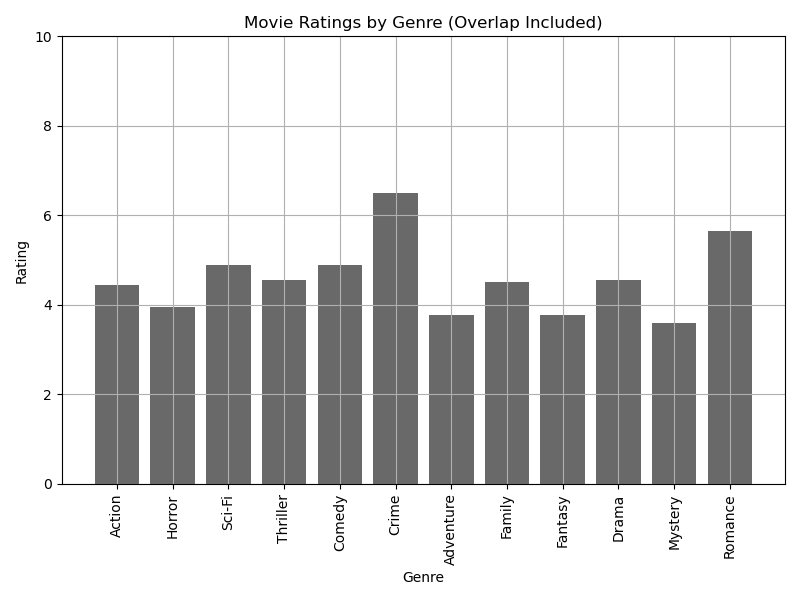 Movie Ratings by Genre (Overlap Included)
10
8
6
4
2
0
Rating
Action
Horror
Sci-Fi
Thriller
Comedy
Crime
Adventure
Family
Fantasy
Drama
Mystery
Romance
Genre